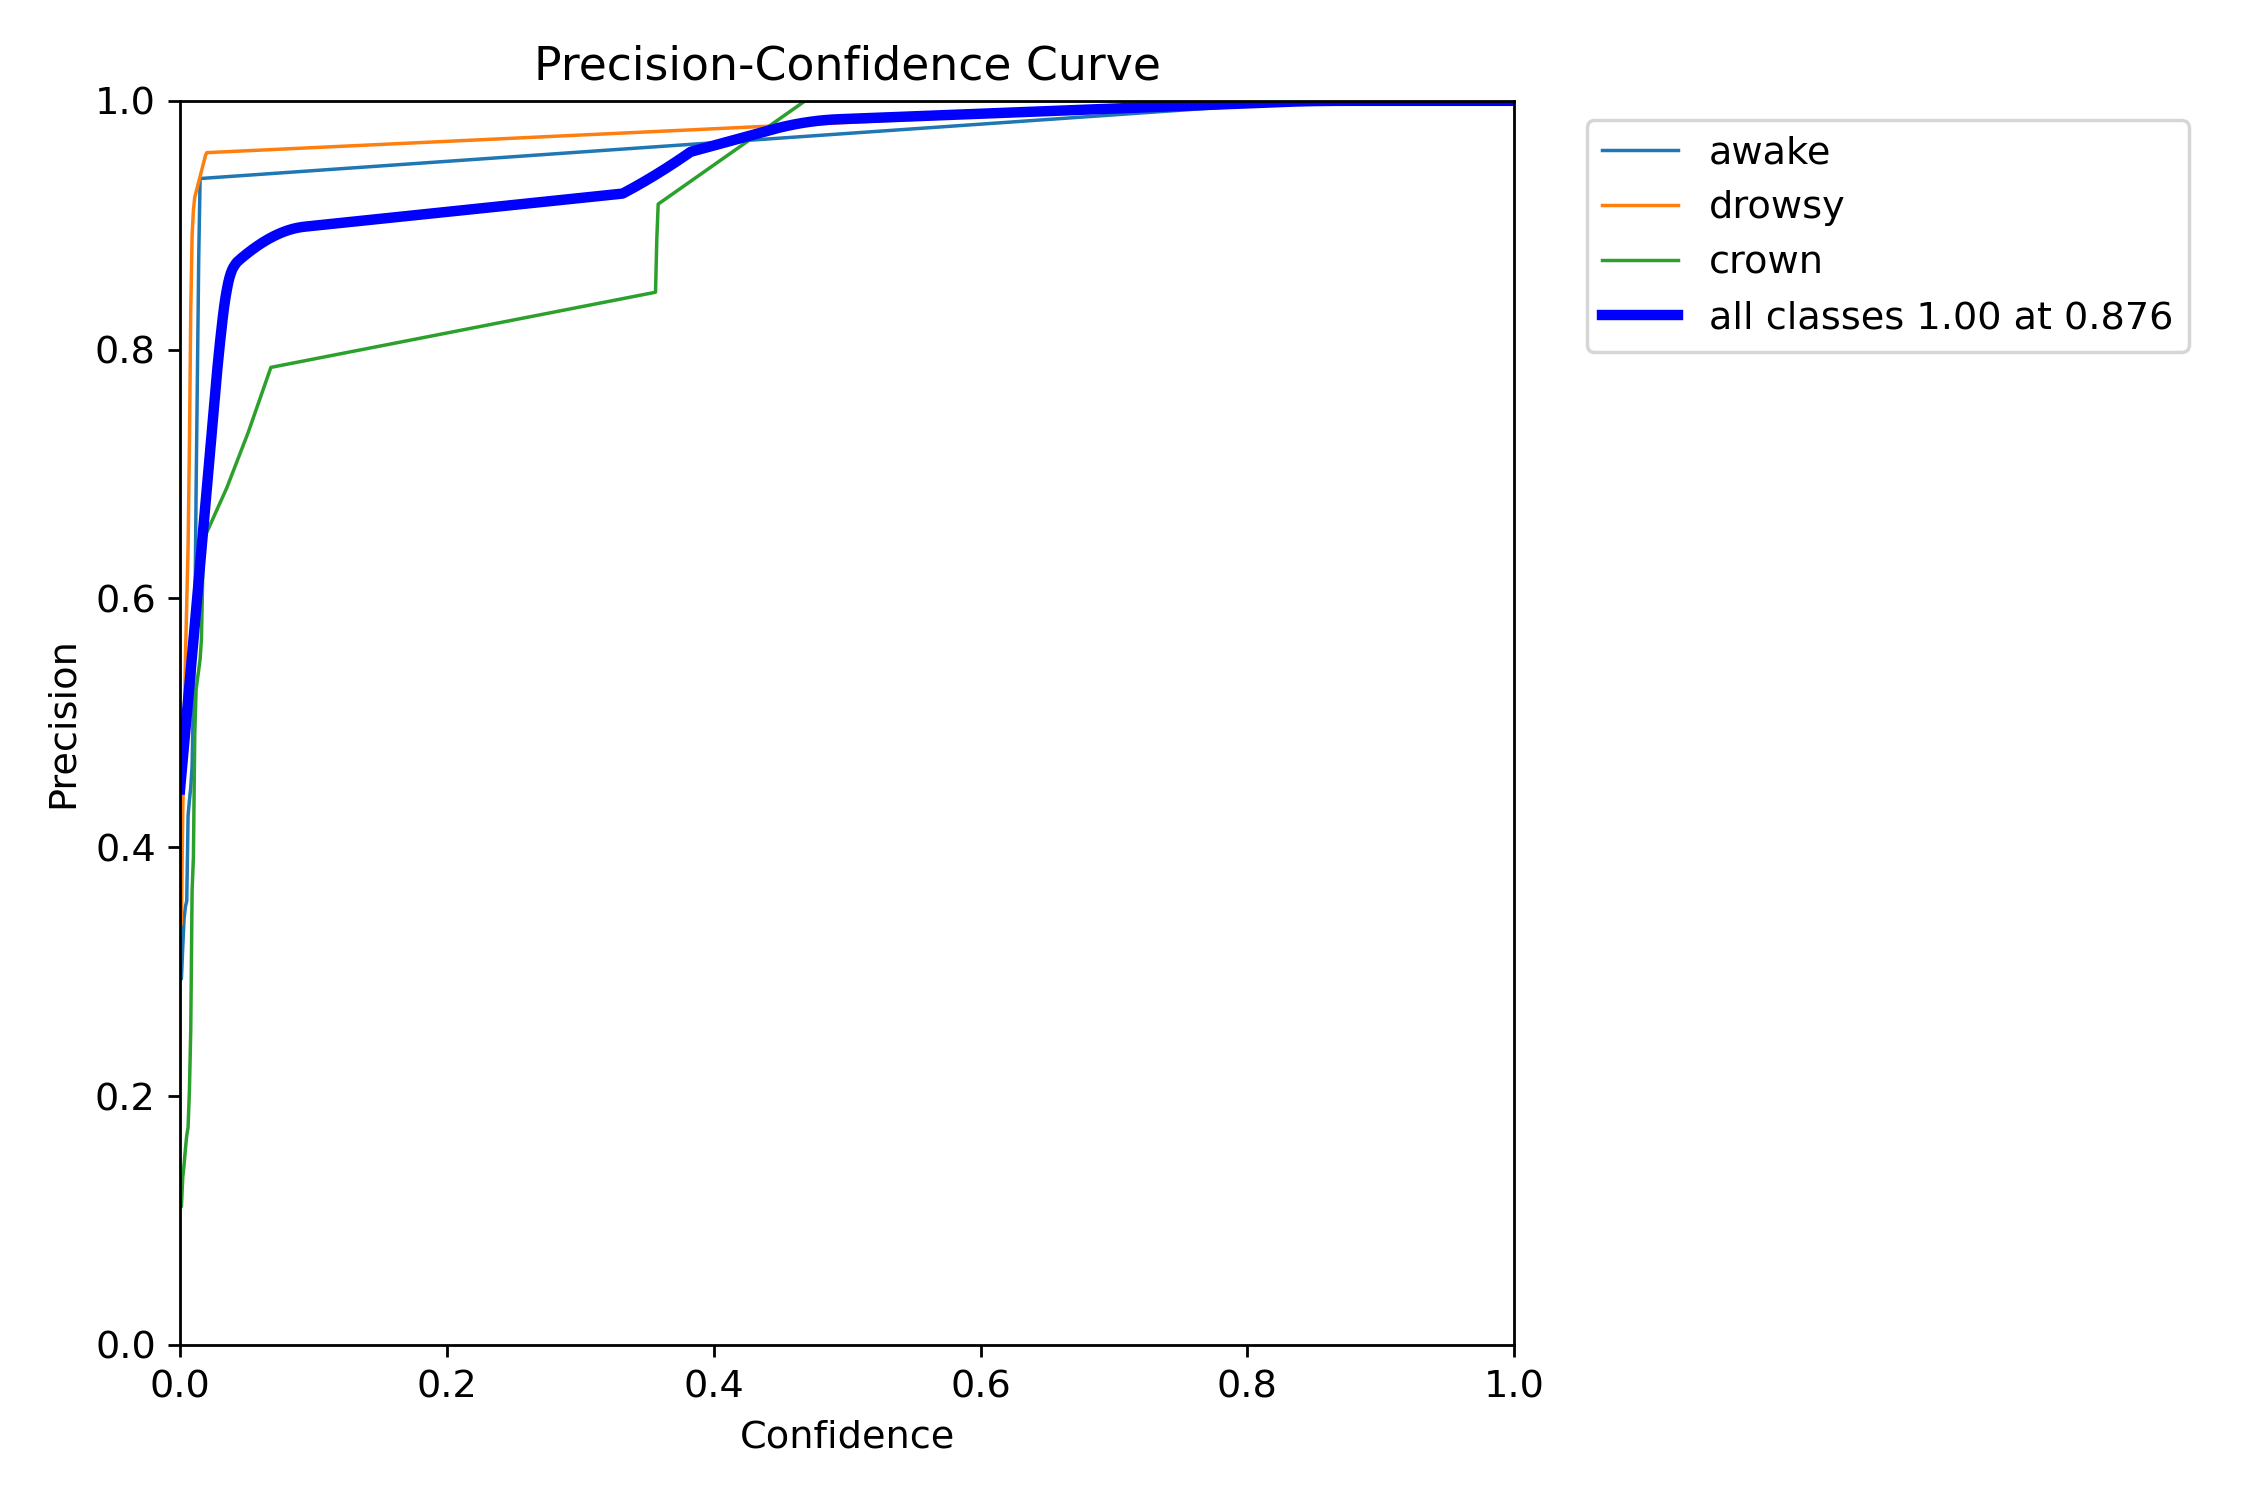 Precision-Confidence Curve
1.0
0.8
0.6
0.4
0.2
0.0
Precision
0.0 0.2 0.4 0.6 0.8 1.0
Confidence
awake
drowsy
crown
all classes 1.00 at 0.876